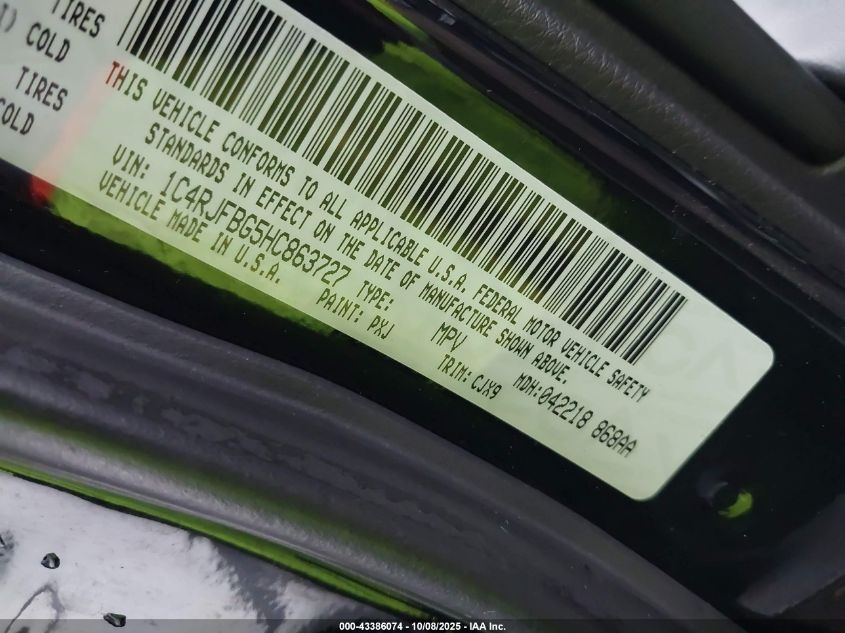 TIRES
) COLD
TIRES
COLD
THIS VEHICLE CONFORMS TO ALL APPLICABLE U.S.A. FEDERAL MOTOR VEHICLE SAFETY
STANDARDS IN EFFECT ON THE DATE OF MANUFACTURE SHOWN ABOVE.
VIN: 1C4RJFBG5HC863727 TYPE: MPV MDH:042218 868AA
VEHICLE MADE IN U.S.A. PAINT: PXJ TRIM:CJX9
000-43386074 - 10/08/2025 - IAA Inc.